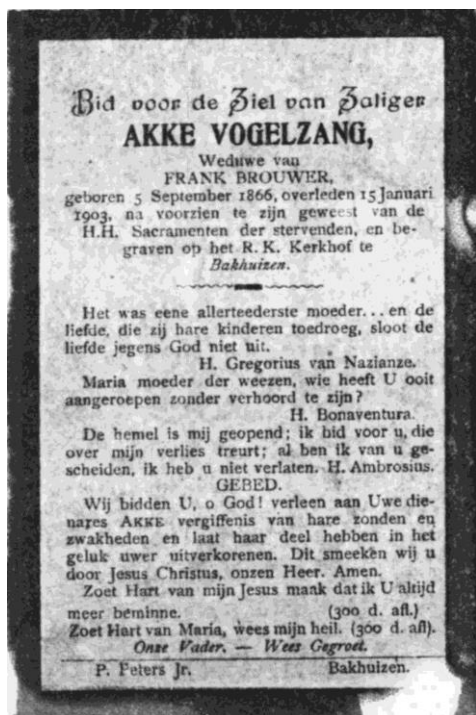 Bid voor de Ziel van Zaliger
AKKE VOGELZANG,
Weduwe van
FRANK BROUWER,
geboren 5 September 1866, overleden 15 Januari
1903, na voorzien te zijn geweest van de
H.H. Sacramenten der stervenden, en be-
graven op het R. K. Kerkhof te
Bakhuizen.
Het was eene allerteederste moeder... en de
liefde, die zij hare kinderen toedroeg, sloot de
liefde jegens God niet uit.
H. Gregorius van Nazianze.
Maria moeder der weezen, wie heeft U ooit
aangeroepen zonder verhoord te zijn?
H. Bonaventura.
De hemel is mij geopend; ik bid voor u, die
over mijn verlies treurt; al ben ik van u ge-
scheiden, ik heb u niet verlaten. H. Ambrosius.
GEBED.
Wij bidden U, o God! verleen aan Uwe die-
nares AKKE vergiffenis van hare zonden en
zwakheden en laat haar deel hebben in het
geluk uwer uitverkorenen. Dit smeeken wij u
door Jesus Christus, onzen Heer. Amen.
Zoet Hart van mijn Jesus maak dat ik U altijd
meer beminne. (300 d. afl.)
Zoet Hart van Maria, wees mijn heil. (300 d. afl).
Onze Vader. — Wees Gegroet.
P. Peters Jr. Bakhuizen.